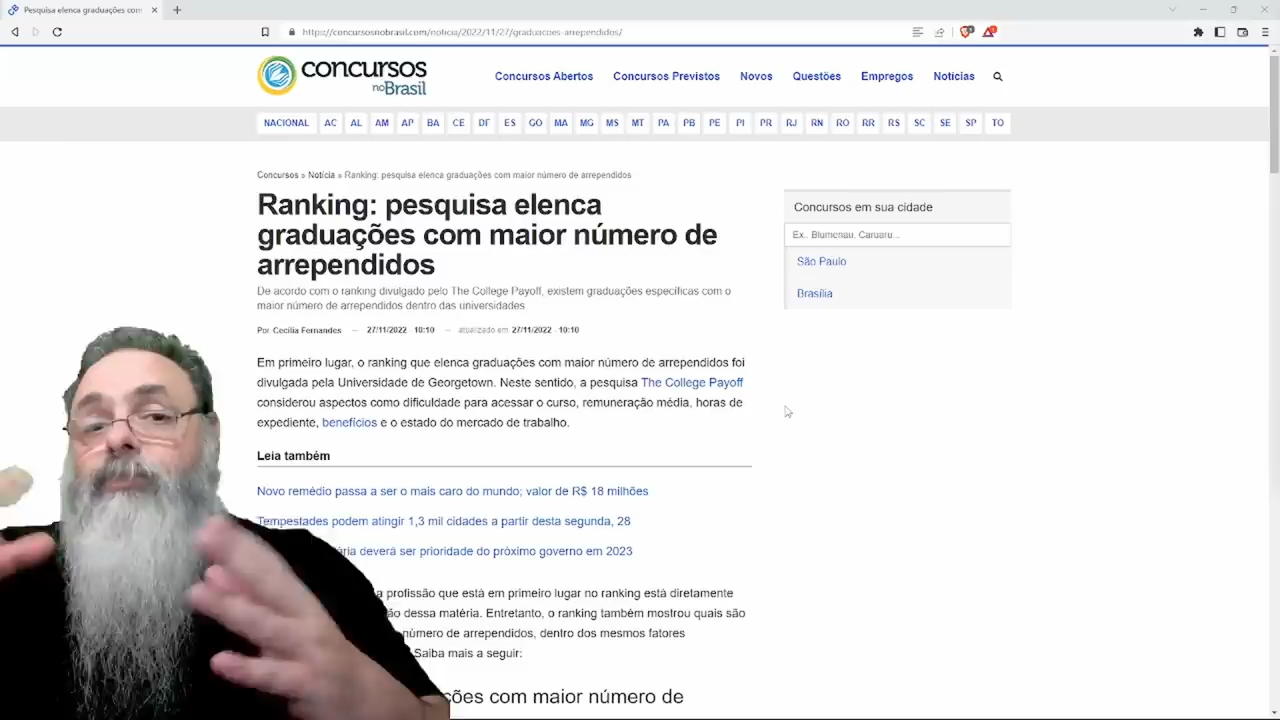 Pesquisa elenca graduações com
https://concursosnobrasil.com/noticia/2022/11/27/graduacoes-arrependidos/
concursos
noBrasil
Concursos Abertos Concursos Previstos Novos Questões Empregos Notícias
NACIONAL AC AL AM AP BA CE DF ES GO MA MG MS MT PA PB PE PI PR RJ RN RO RR RS SC SE SP TO
Concursos » Notícia » Ranking: pesquisa elenca graduações com maior número de arrependidos
Ranking: pesquisa elenca
graduações com maior número de
arrependidos
De acordo com o ranking divulgado pelo The College Payoff, existem graduações específicas com o
maior número de arrependidos dentro das universidades
Por Cecília Fernandes — 27/11/2022 - 10:10 — atualizado em 27/11/2022 - 10:10
Concursos em sua cidade
Ex.. Blumenau, Caruaru...
São Paulo
Brasília
Em primeiro lugar, o ranking que elenca graduações com maior número de arrependidos foi
divulgada pela Universidade de Georgetown. Neste sentido, a pesquisa The College Payoff
considerou aspectos como dificuldade para acessar o curso, remuneração média, horas de
expediente, benefícios e o estado do mercado de trabalho.
Leia também
Novo remédio passa a ser o mais caro do mundo; valor de R$ 18 milhões
Tempestades podem atingir 1,3 mil cidades a partir desta segunda, 28
deverá ser prioridade do próximo governo em 2023
a profissão que está em primeiro lugar no ranking está diretamente
dessa matéria. Entretanto, o ranking também mostrou quais são
número de arrependidos, dentro dos mesmos fatores
Saiba mais a seguir:
com maior número de